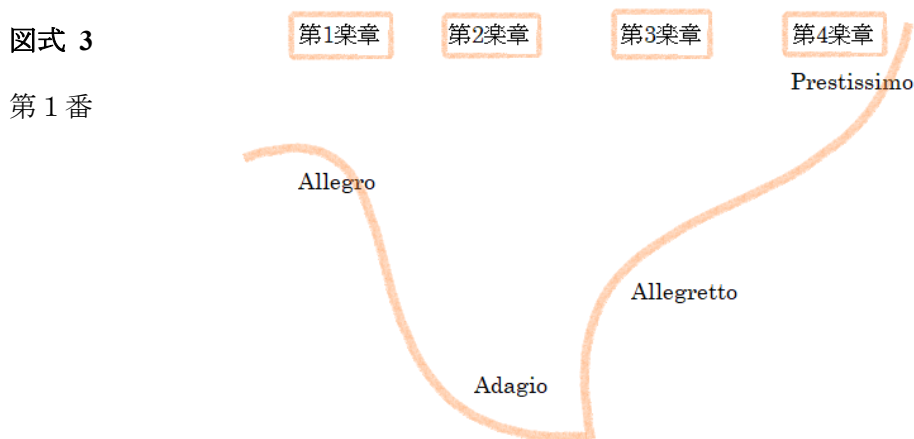 図式 3
第1楽章 第2楽章 第3楽章 第4楽章
Prestissimo
第１番
Allegro
Allegretto
Adagio